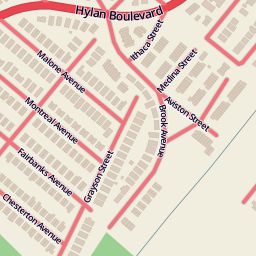 Hylan Boulevard
Ithaca Street
Malone Avenue
Medina Street
Aviston Street
Montreal Avenue
Brook Avenue
Grayson Street
Fairbanks Avenue
Chesterton Avenue